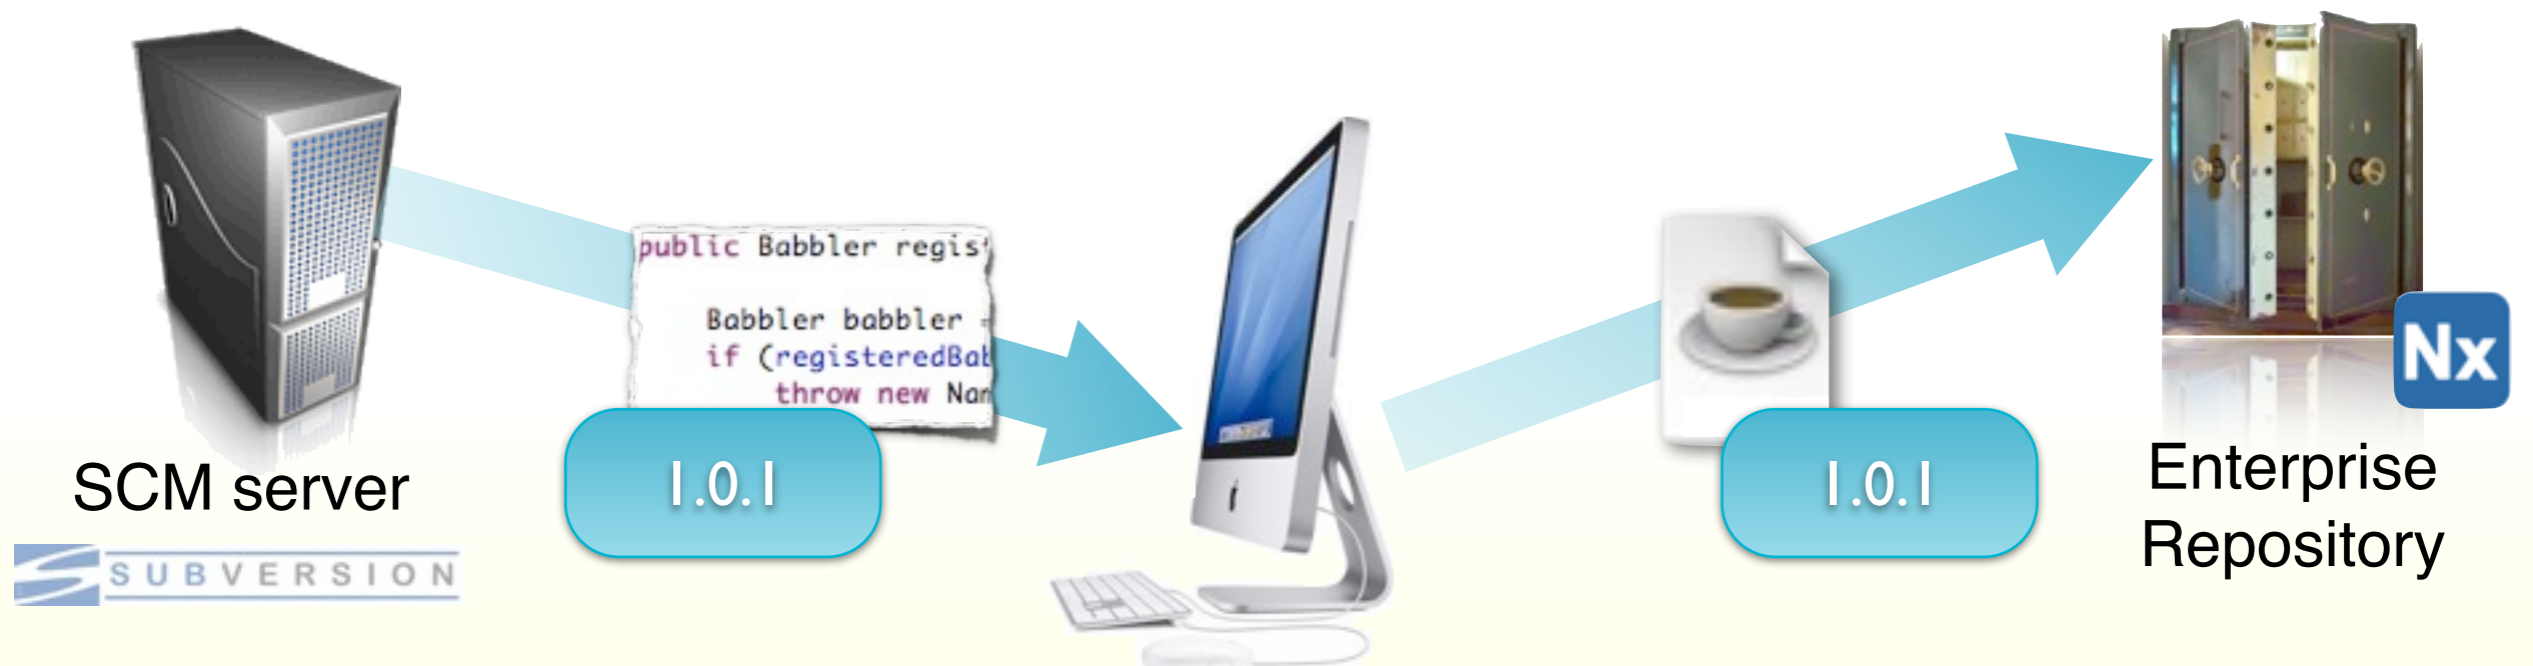 public Babbler regis
Babbler babbler =
if (registeredBab
throw new Nam
1.0.1
SCM server
SUBVERSION
1.0.1
Nx
Enterprise
Repository